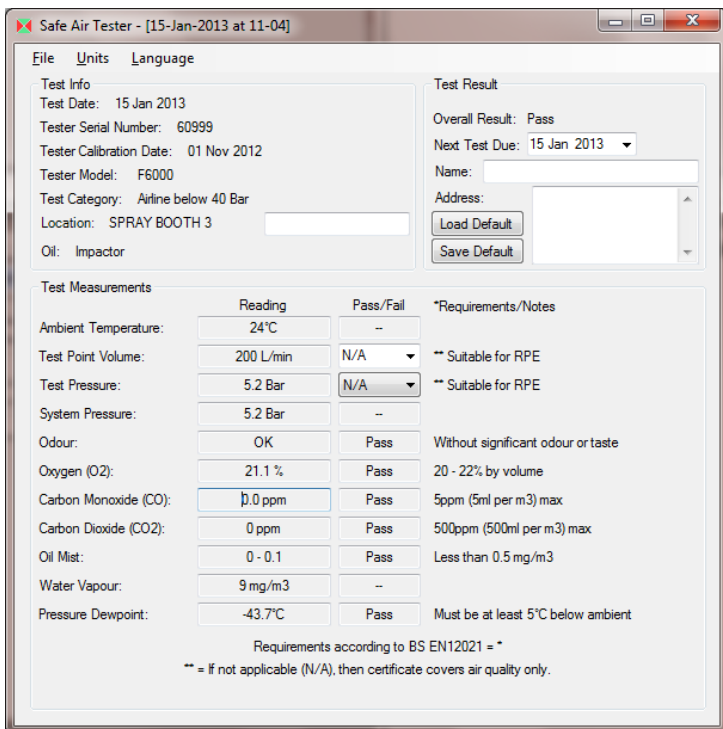 Safe Air Tester - [15-Jan-2013 at 11-04]
File Units Language
Test Info
Test Date: 15 Jan 2013
Tester Serial Number: 60999
Tester Calibration Date: 01 Nov 2012
Tester Model: F6000
Test Category: Airline below 40 Bar
Location: SPRAY BOOTH 3
Oil: Impactor
Test Result
Overall Result: Pass
Next Test Due: 15 Jan 2013
Name:
Address:
Load Default
Save Default
Test Measurements
Reading Pass/Fail *Requirements/Notes
Ambient Temperature: 24°C --
Test Point Volume: 200 L/min N/A ** Suitable for RPE
Test Pressure: 5.2 Bar N/A ** Suitable for RPE
System Pressure: 5.2 Bar --
Odour: OK Pass Without significant odour or taste
Oxygen (O2): 21.1 % Pass 20 - 22% by volume
Carbon Monoxide (CO): 0.0 ppm Pass 5ppm (5ml per m3) max
Carbon Dioxide (CO2): 0 ppm Pass 500ppm (500ml per m3) max
Oil Mist: 0 - 0.1 Pass Less than 0.5 mg/m3
Water Vapour: 9 mg/m3 --
Pressure Dewpoint: -43.7°C Pass Must be at least 5°C below ambient
Requirements according to BS EN12021 = *
** = If not applicable (N/A), then certificate covers air quality only.